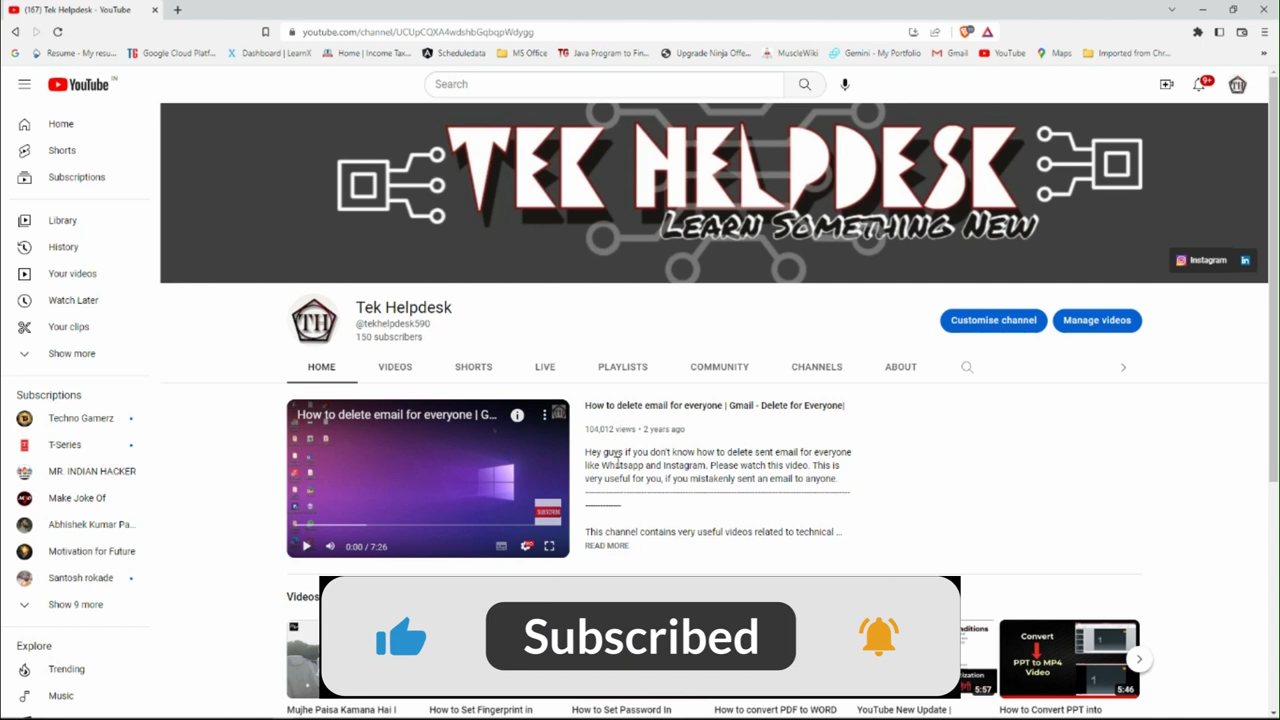 (167) Tek Helpdesk - YouTube
youtube.com/channel/UCUpCQXA4wdshbGqbqpWdygg
Resume - My resu... Google Cloud Platf... Dashboard | LearnX Home | Income Tax... Scheduledata MS Office Java Program to Fin... Upgrade Ninja Offe... MuscleWiki Gemini - My Portfolio Gmail YouTube Maps Imported from Chr...
YouTube IN
Search
9+
TEK HELPDESK
LEARN SOMETHING NEW
Instagram
Home
Shorts
Subscriptions
Library
History
Your videos
Watch Later
Your clips
Show more
Subscriptions
Techno Gamerz
T-Series
MR. INDIAN HACKER
Make Joke Of
Abhishek Kumar Pa...
Motivation for Future
Santosh rokade
Show 9 more
Explore
Trending
Music
TH
Tek Helpdesk
@tekhelpdesk590
150 subscribers
Customise channel
Manage videos
HOME VIDEOS SHORTS LIVE PLAYLISTS COMMUNITY CHANNELS ABOUT
How to delete email for everyone | G...
SUBSCRIBE
0:00 / 7:26
How to delete email for everyone | Gmail - Delete for Everyone|
104,012 views • 2 years ago
Hey guys if you don't know how to delete sent email for everyone
like Whatsapp and Instagram. Please watch this video. This is
very useful for you, if you mistakenly sent an email to anyone.
This channel contains very useful videos related to technical ...
READ MORE
Videos
Subscribed
5:57
Convert
PPT to MP4
Video
5:46
Mujhe Paisa Kamana Hai I
How to Set Fingerprint in
How to Set Password In
How to convert PDF to WORD
YouTube New Update |
How to Convert PPT into